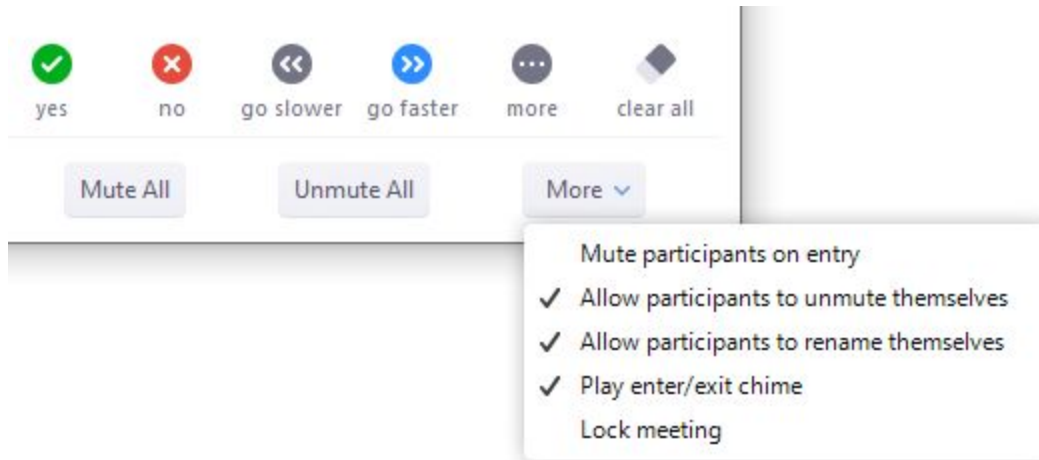 yes no go slower go faster more clear all
Mute All Unmute All More
Mute participants on entry
Allow participants to unmute themselves
Allow participants to rename themselves
Play enter/exit chime
Lock meeting